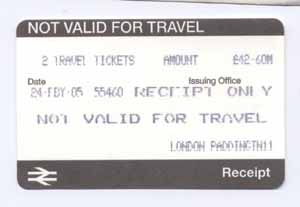 NOT VALID FOR TRAVEL
2 TRAVEL TICKETS AMOUNT £42·60M
Date Issuing Office
24·FBY·05 55460 RECEIPT ONLY
NOT VALID FOR TRAVEL
LONDON PADDINGTN11
Receipt